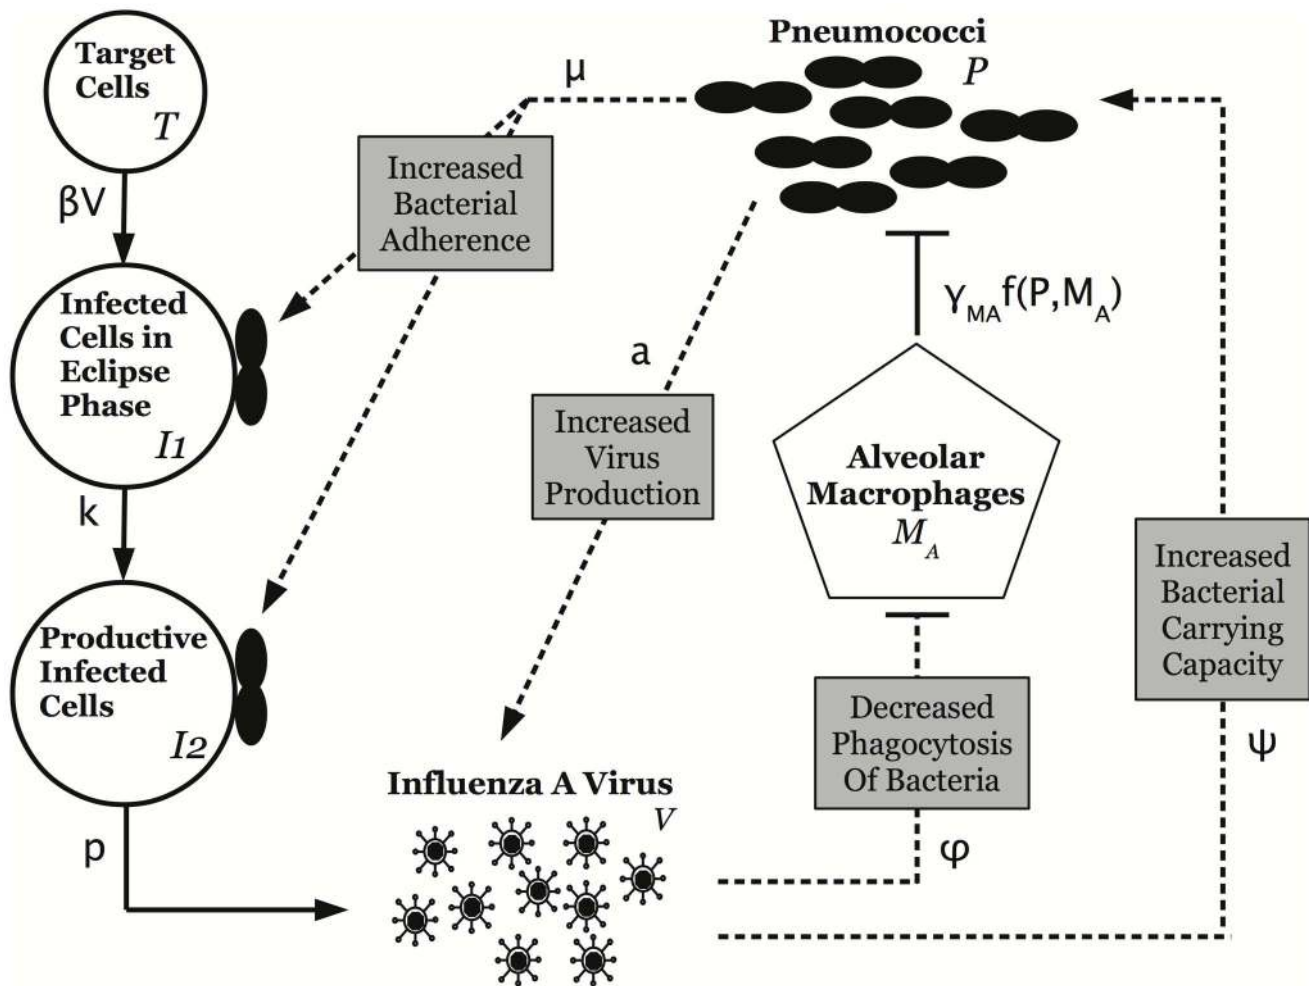 Target
Cells
T
βV
Infected
Cells in
Eclipse
Phase
I1
k
Productive
Infected
Cells
I2
p
μ
Increased
Bacterial
Adherence
Pneumococci
P
a
Increased
Virus
Production
γMAf(P,MA)
Alveolar
Macrophages
MA
Decreased
Phagocytosis
Of Bacteria
φ
Increased
Bacterial
Carrying
Capacity
ψ
Influenza A Virus
V